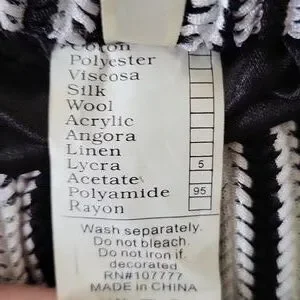 Cotton
Polyester
Viscosa
Silk
Wool
Acrylic
Angora
Linen
Lycra 5
Acetate
Polyamide 95
Rayon
Wash separately.
Do not bleach.
Do not iron if
decorated
RN#107777
MADE IN CHINA